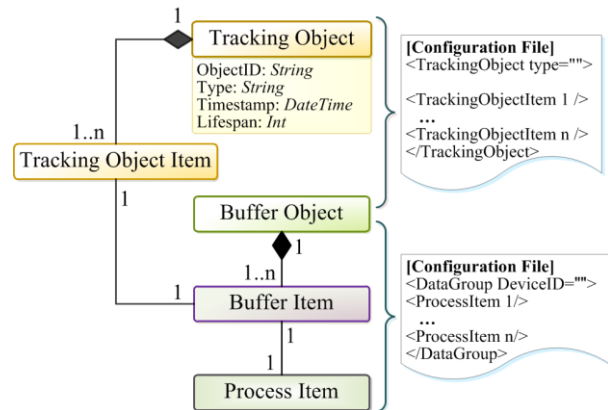 1
Tracking Object
ObjectID: String
Type: String
Timestamp: DateTime
Lifespan: Int
1..n
Tracking Object Item
1
Buffer Object
1
1..n
1
Buffer Item
1
1
Process Item
[Configuration File]
<TrackingObject type="">
<TrackingObjectItem 1 />
...
<TrackingObjectItem n />
</TrackingObject>
[Configuration File]
<DataGroup DeviceID="">
<ProcessItem 1/>
...
<ProcessItem n/>
</DataGroup>